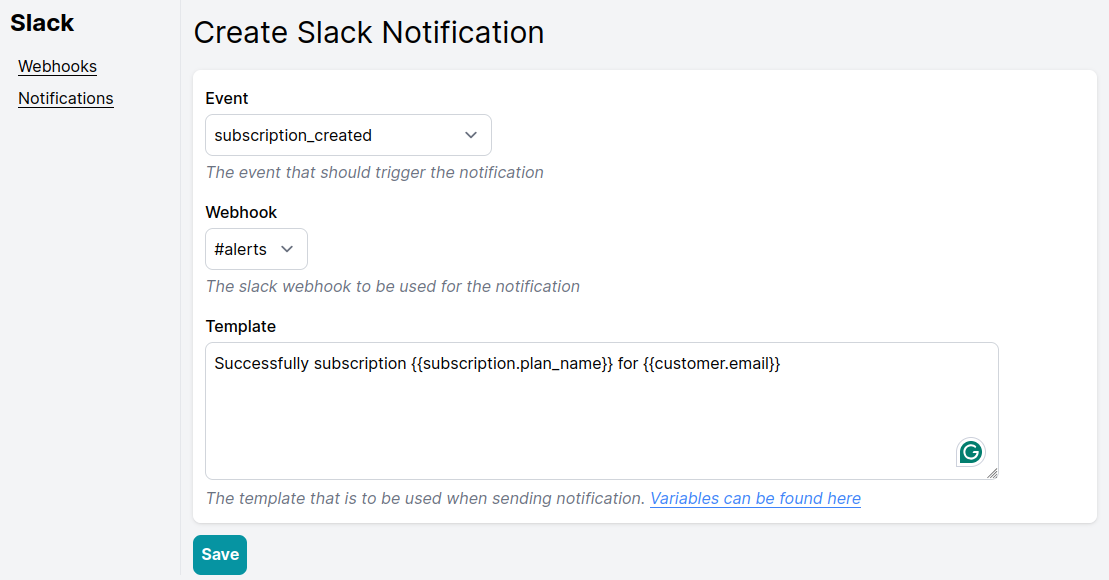 Slack
Webhooks
Notifications
Create Slack Notification
Event
subscription_created
The event that should trigger the notification
Webhook
#alerts
The slack webhook to be used for the notification
Template
Successfully subscription {{subscription.plan_name}} for {{customer.email}}
The template that is to be used when sending notification. Variables can be found here
Save